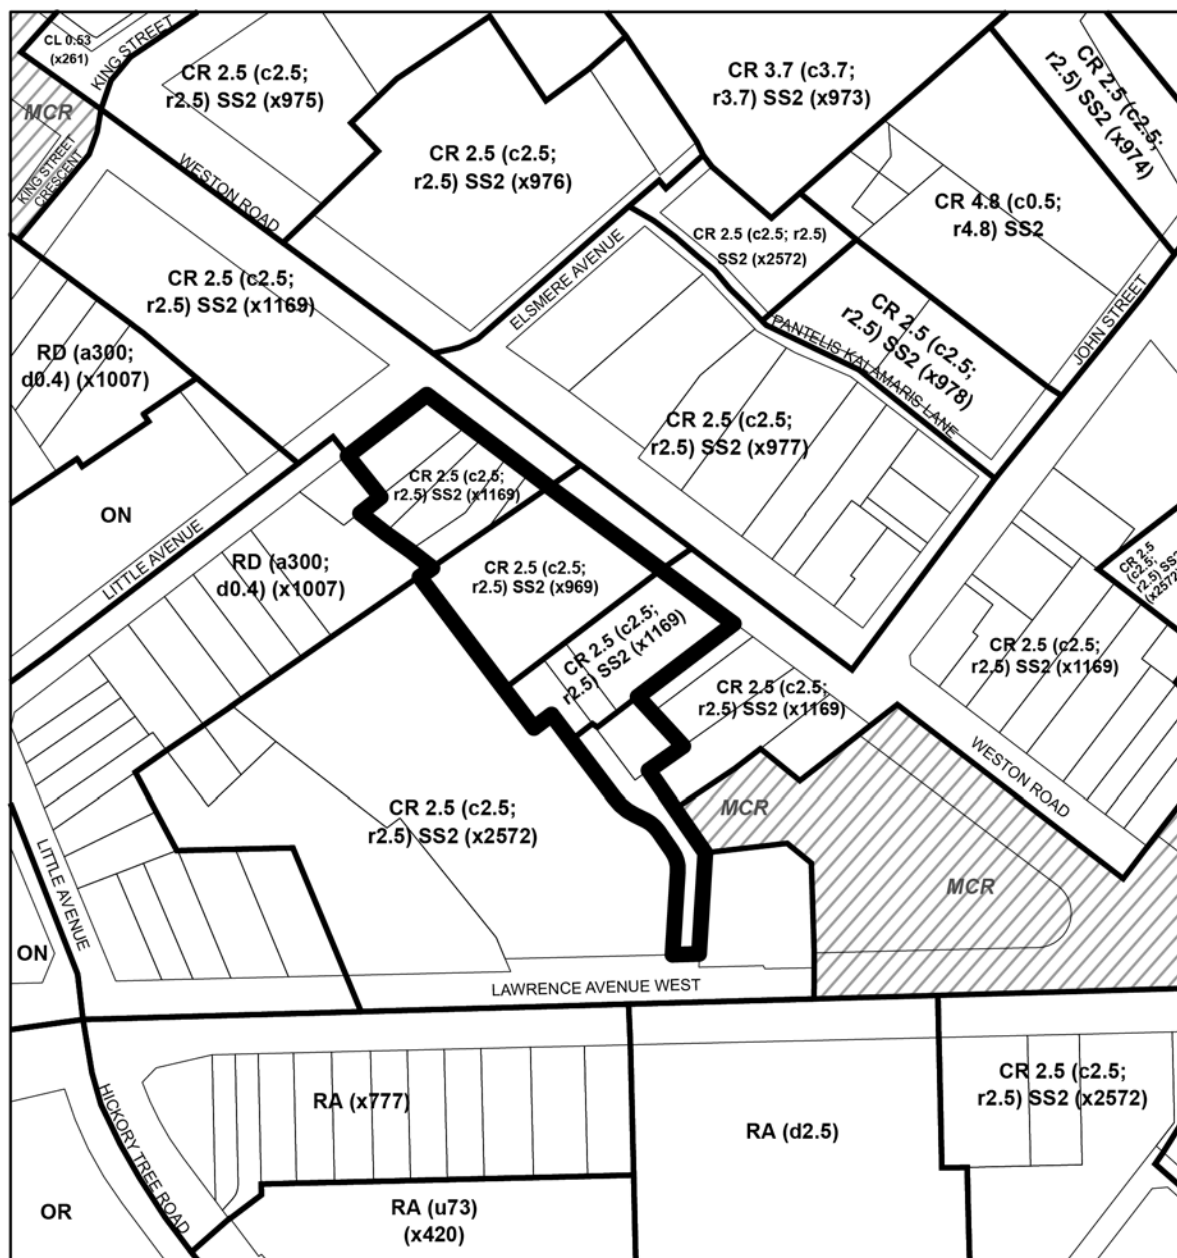 CL 0.53
(x261)
KING STREET
CR 2.5 (c2.5;
r2.5) SS2 (x975)
CR 3.7 (c3.7;
r3.7) SS2 (x973)
CR 2.5 (c2.5;
r2.5) SS2 (x974)
MCR
KING STREET
CRESCENT
WESTON ROAD
CR 2.5 (c2.5;
r2.5) SS2 (x976)
CR 4.8 (c0.5;
r4.8) SS2
CR 2.5 (c2.5; r2.5)
SS2 (x2572)
ELSMERE AVENUE
CR 2.5 (c2.5;
r2.5) SS2 (x1169)
JOHN STREET
CR 2.5 (c2.5;
r2.5) SS2 (x978)
PANTELIS KALAMARIS LANE
RD (a300;
d0.4) (x1007)
CR 2.5 (c2.5;
r2.5) SS2 (x977)
CR 2.5 (c2.5;
r2.5) SS2 (x1169)
ON
LITTLE AVENUE
RD (a300;
d0.4) (x1007)
CR 2.5 (c2.5;
r2.5) SS2 (x969)
CR 2.5
(c2.5;
r2.5) SS2
(x2572
CR 2.5 (c2.5;
r2.5) SS2 (x1169)
CR 2.5 (c2.5;
r2.5) SS2 (x1169)
CR 2.5 (c2.5;
r2.5) SS2 (x1169)
WESTON ROAD
CR 2.5 (c2.5;
r2.5) SS2 (x2572)
MCR
MCR
LITTLE AVENUE
ON
LAWRENCE AVENUE WEST
HICKORY TREE ROAD
RA (x777)
RA (d2.5)
CR 2.5 (c2.5;
r2.5) SS2 (x2572)
OR
RA (u73)
(x420)